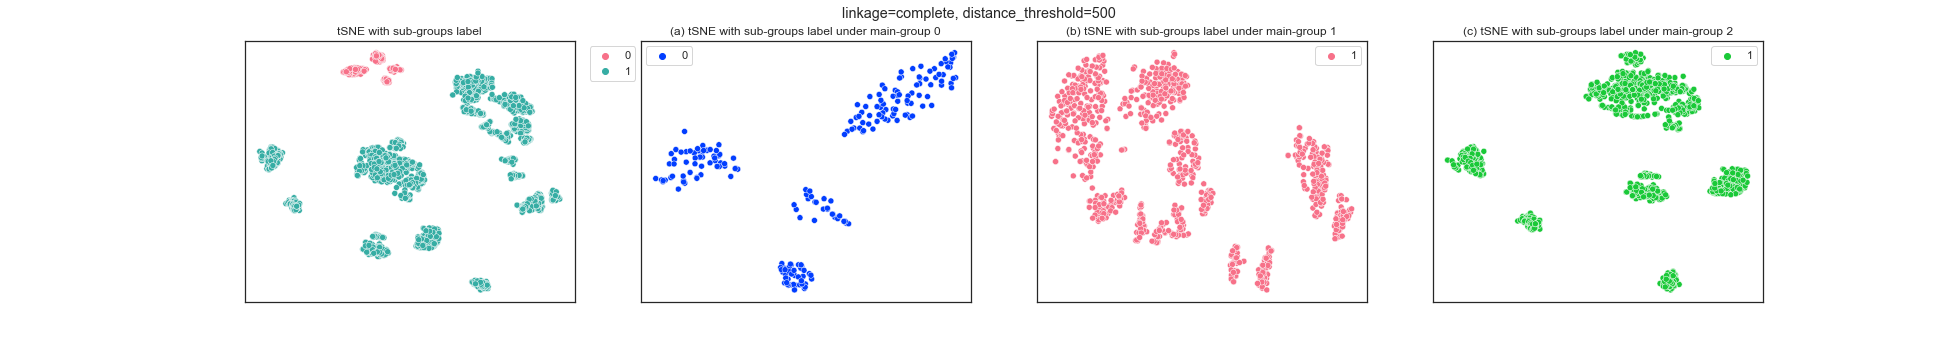 linkage=complete, distance_threshold=500
tSNE with sub-groups label
0
1
(a) tSNE with sub-groups label under main-group 0
0
(b) tSNE with sub-groups label under main-group 1
1
(c) tSNE with sub-groups label under main-group 2
1